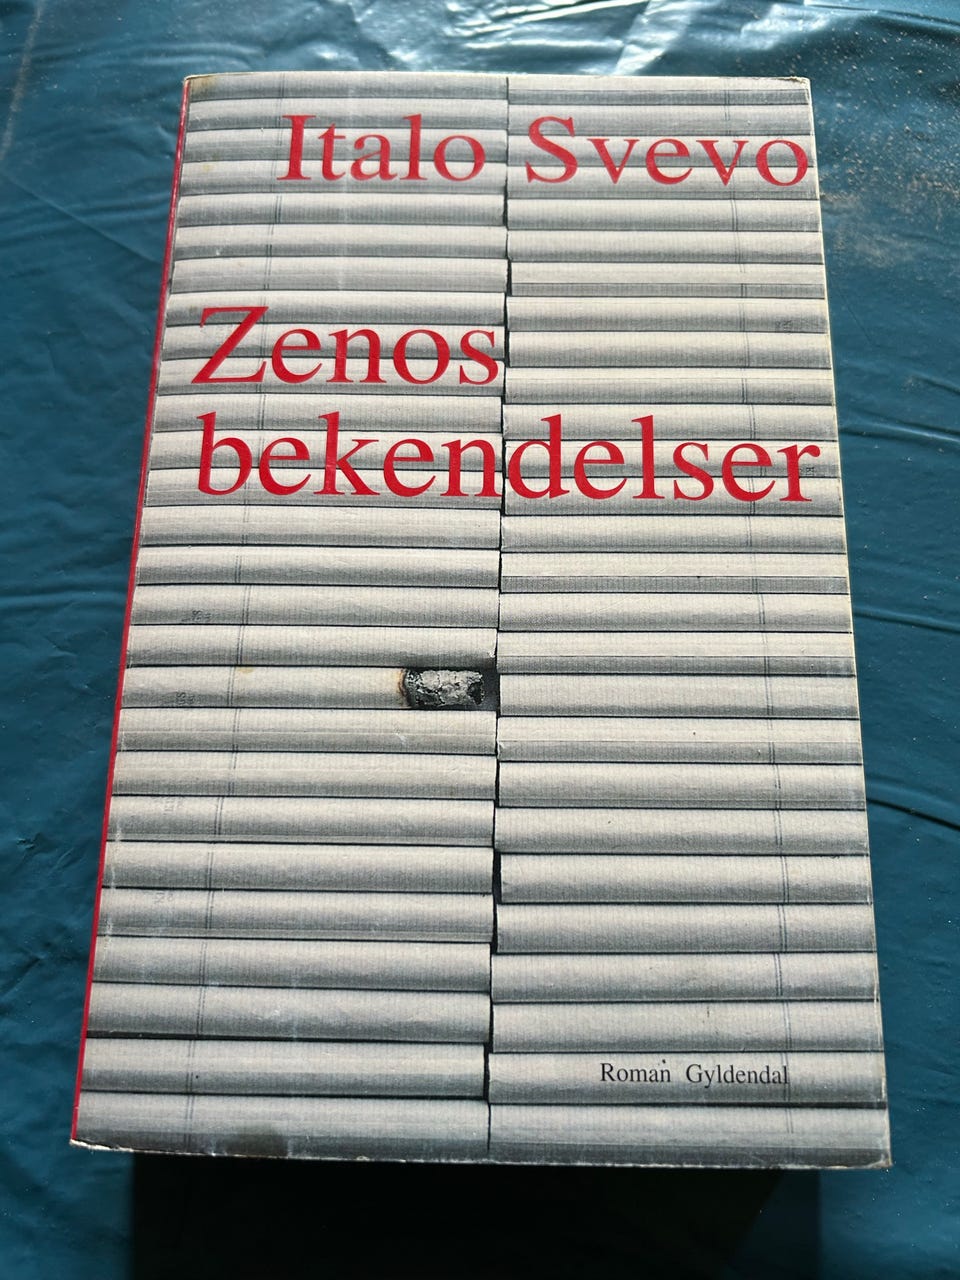 Italo Svevo
Zenos
bekendelser
Roman Gyldendal